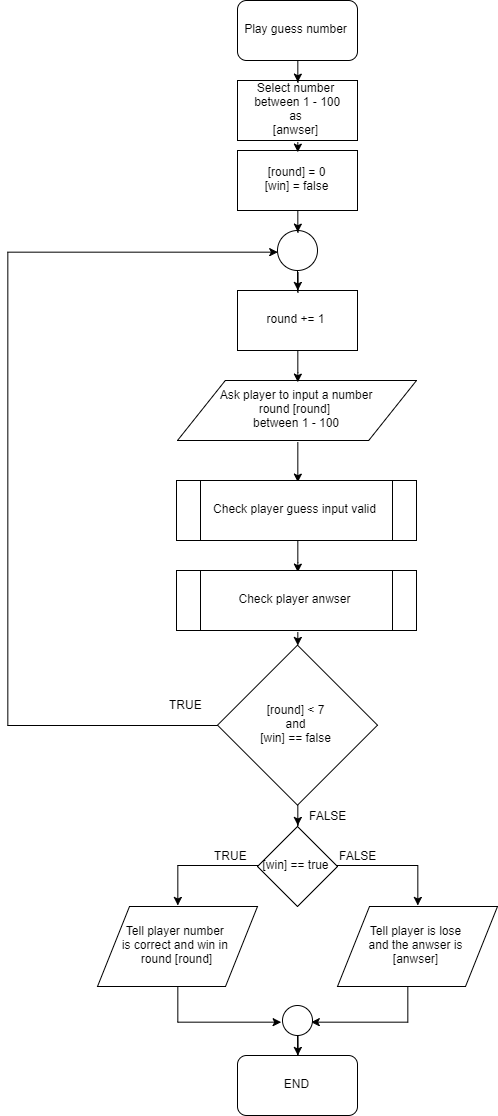 Play guess number
Select number
between 1 - 100
as
[anwser]
[round] = 0
[win] = false
round += 1
Ask player to input a number
round [round]
between 1 - 100
Check player guess input valid
Check player anwser
TRUE
[round] < 7
and
[win] == false
FALSE
TRUE
[win] == true
FALSE
Tell player number
is correct and win in
round [round]
Tell player is lose
and the anwser is
[anwser]
END